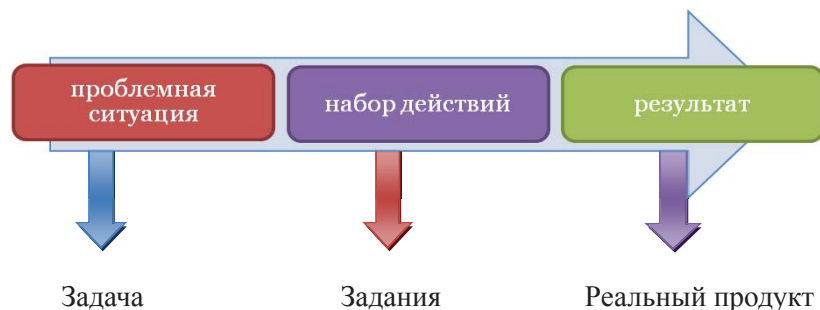 проблемная
ситуация
набор действий
результат
Задача
Задания
Реальный продукт